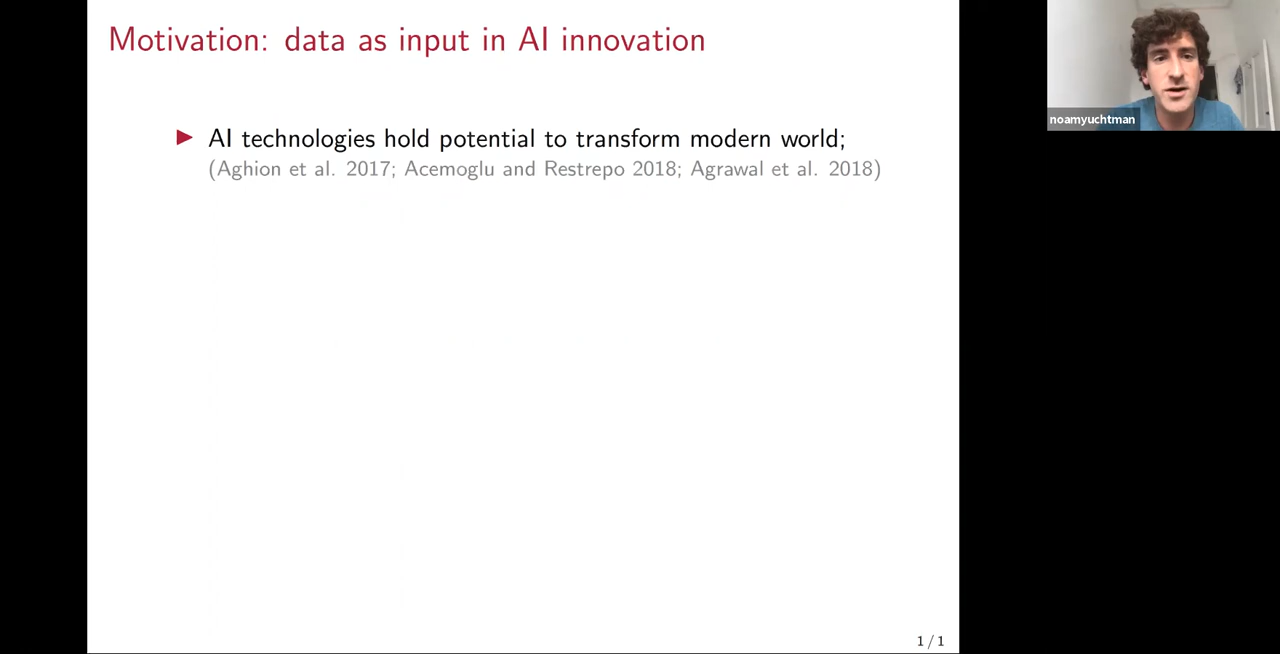 Motivation: data as input in AI innovation
noamyuchtman
▶ AI technologies hold potential to transform modern world;
(Aghion et al. 2017; Acemoglu and Restrepo 2018; Agrawal et al. 2018)
1 / 1